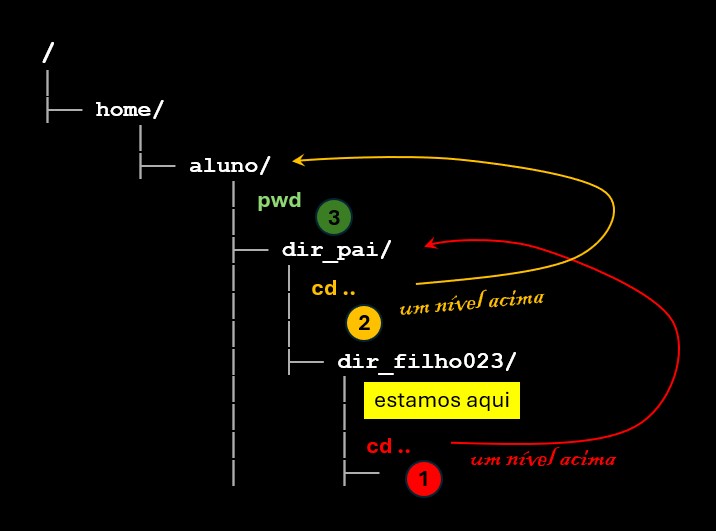 /
home/
aluno/
pwd
3
dir_pai/
cd ..
um nível acima
2
dir_filho023/
estamos aqui
cd ..
um nível acima
1